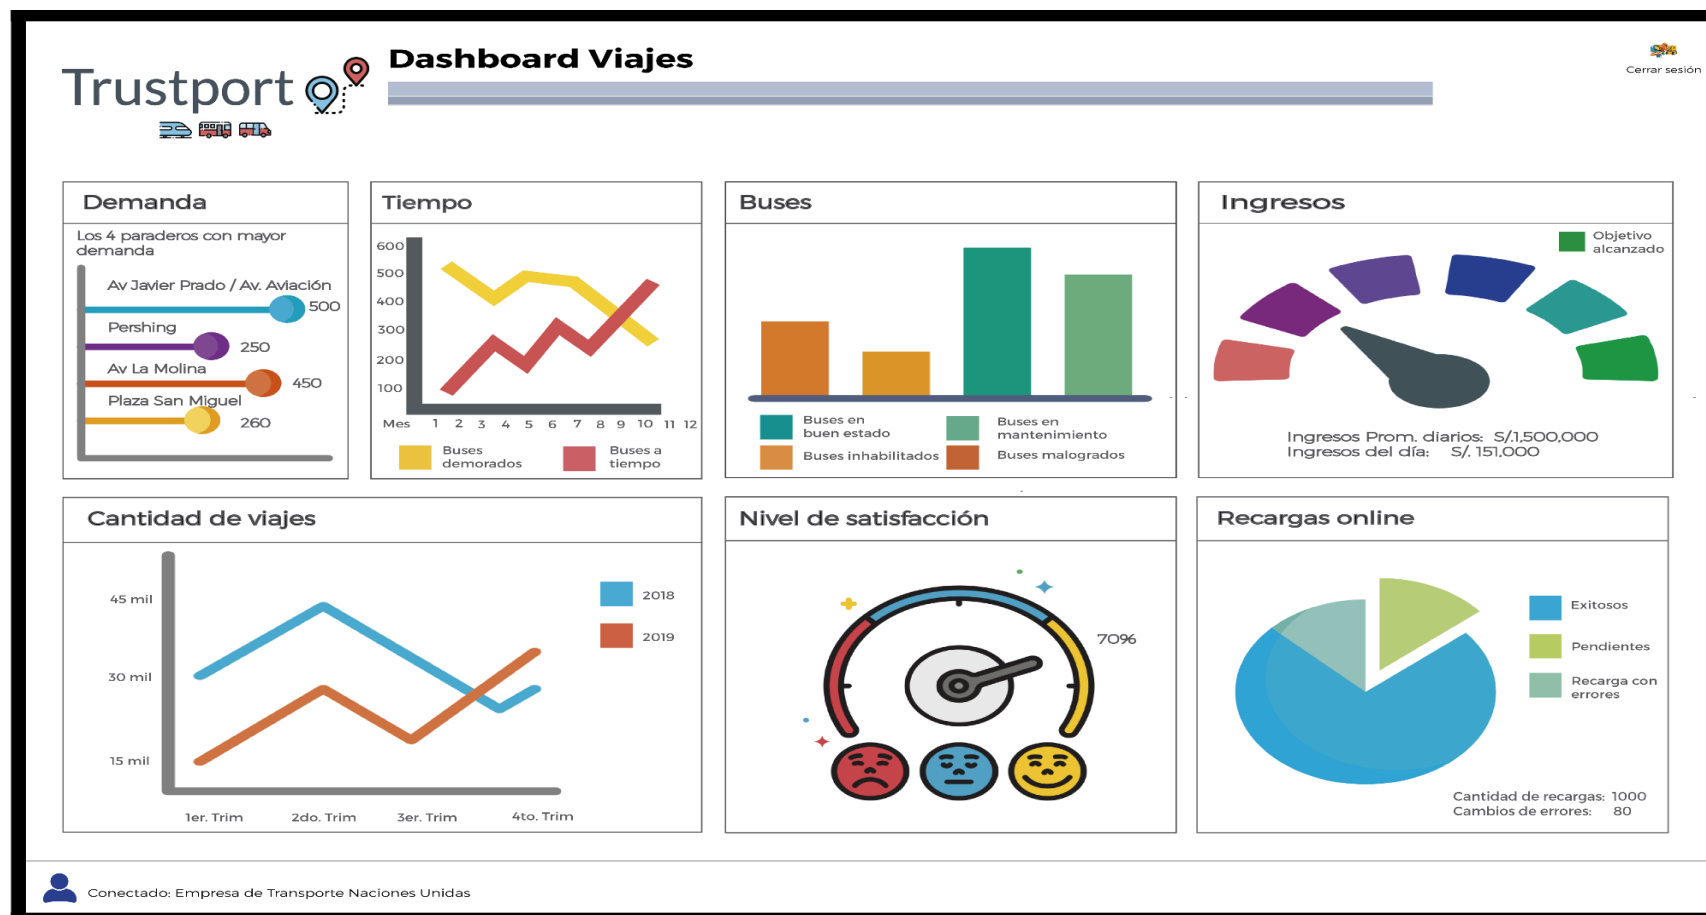 Trustport
Dashboard Viajes
Cerrar sesión
Demanda
Los 4 paraderos con mayor
demanda
Av Javier Prado / Av. Aviación
500
Pershing
250
Av La Molina
450
Plaza San Miguel
260
Tiempo
600
500
400
300
200
100
Mes 1 2 3 4 5 6 7 8 9 10 11 12
Buses
demorados
Buses a
tiempo
Buses
Buses en
buen estado
Buses en
mantenimiento
Buses inhabilitados
Buses malogrados
Ingresos
Objetivo
alcanzado
Ingresos Prom. diarios: S/.1,500,000
Ingresos del día: S/. 151,000
Cantidad de viajes
45 mil
30 mil
15 mil
1er. Trim 2do. Trim 3er. Trim 4to. Trim
2018
2019
Nivel de satisfacción
70%
Recargas online
Exitosos
Pendientes
Recarga con
errores
Cantidad de recargas: 1000
Cambios de errores: 80
Conectado: Empresa de Transporte Naciones Unidas